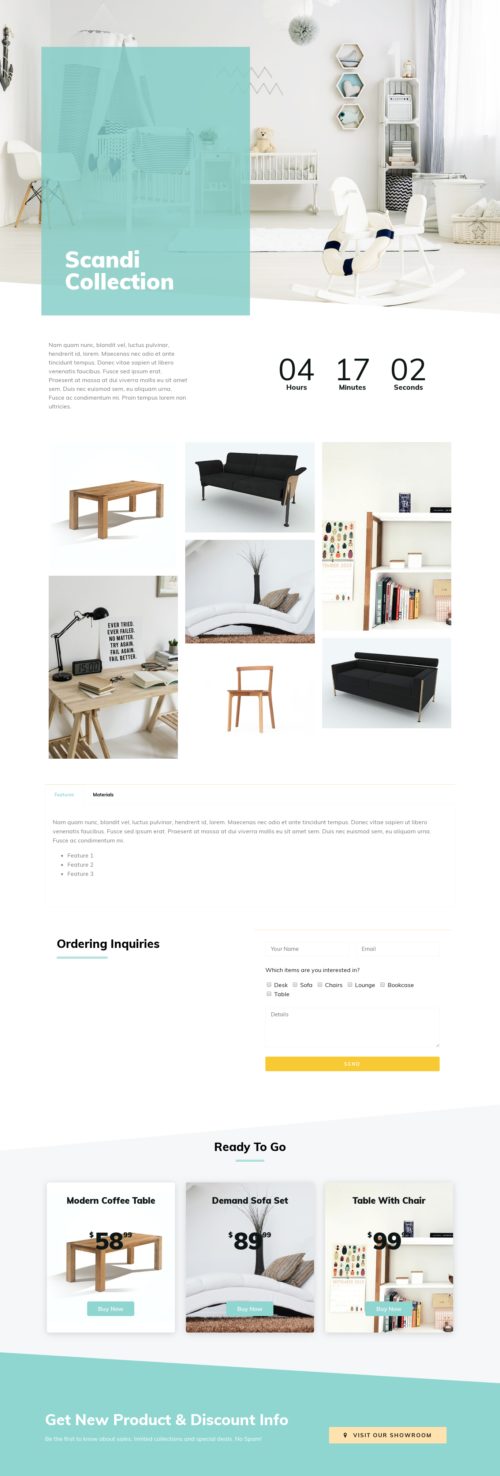 Scandi
Collection
Nam quam nunc, blandit vel, luctus pulvinar,
hendrerit id, lorem. Maecenas nec odio et ante
tincidunt tempus. Donec vitae sapien ut libero
venenatis faucibus. Fusce sed ipsum erat.
Praesent at massa at dui viverra mollis eu sit amet
sem. Duis nec euismod sem, eu aliquam urna.
Fusce ac condimentum mi. Proin tempus lorem non
ultricies.
04 17 02
Hours Minutes Seconds
EVER TRIED.
EVER FAILED.
NO MATTER.
TRY AGAIN.
FAIL AGAIN.
FAIL BETTER.
Features Materials
Nam quam nunc, blandit vel, luctus pulvinar, hendrerit id, lorem. Maecenas nec odio et ante tincidunt tempus. Donec vitae sapien ut libero
venenatis faucibus. Fusce sed ipsum erat. Praesent at massa at dui viverra mollis eu sit amet sem. Duis nec euismod sem, eu aliquam urna.
Fusce ac condimentum mi.
Feature 1
Feature 2
Feature 3
Ordering Inquiries
Your Name Email
Which items are you interested in?
Desk Sofa Chairs Lounge Bookcase
Table
Details
SEND
Ready To Go
Modern Coffee Table
$58.99
Buy Now
Demand Sofa Set
$89.99
Buy Now
Table With Chair
$99
Buy Now
Get New Product & Discount Info
Be the first to know about sales, limited collections and special deals. No Spam!
VISIT OUR SHOWROOM